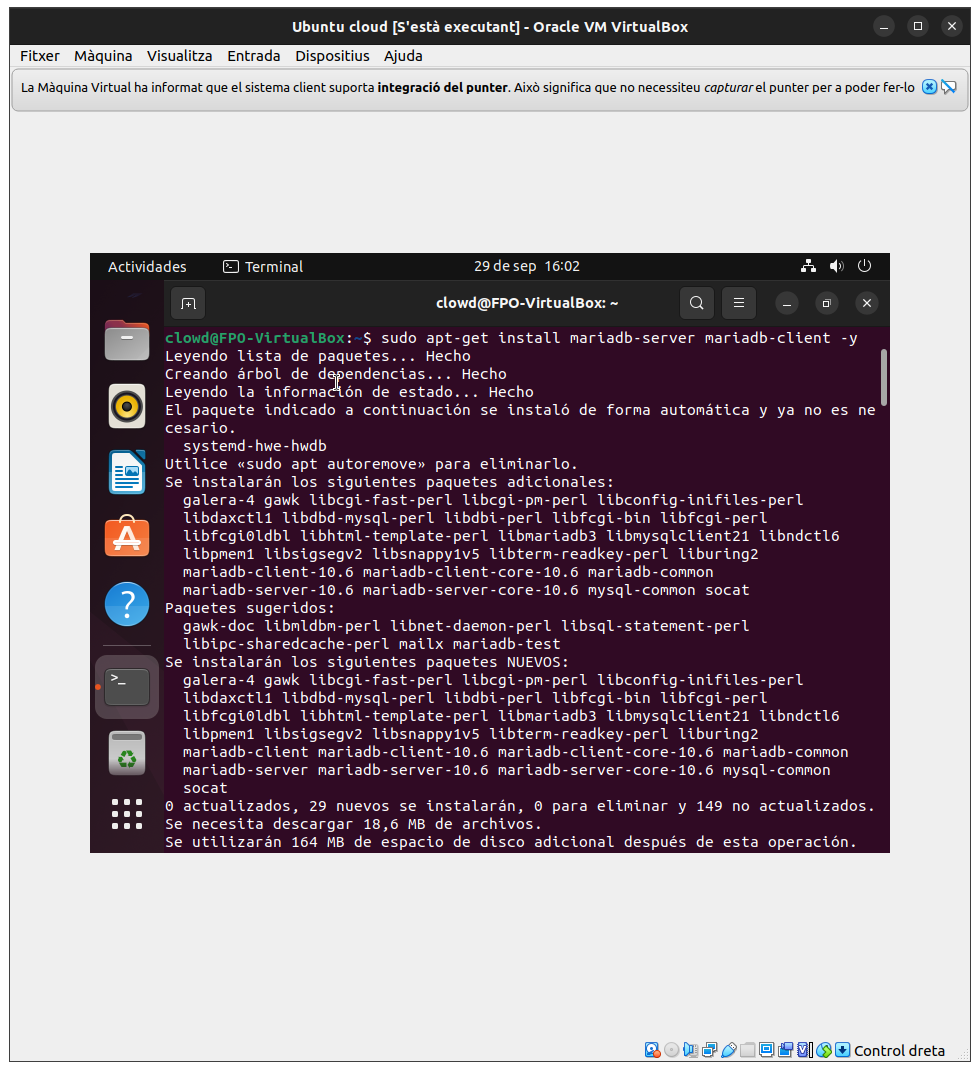 Ubuntu cloud [S'està executant] - Oracle VM VirtualBox
Fitxer Màquina Visualitza Entrada Dispositius Ajuda
La Màquina Virtual ha informat que el sistema client suporta integració del punter. Això significa que no necessiteu capturar el punter per a poder fer-lo
Actividades Terminal 29 de sep 16:02
clowd@FPO-VirtualBox: ~
clowd@FPO-VirtualBox:~$ sudo apt-get install mariadb-server mariadb-client -y
Leyendo lista de paquetes... Hecho
Creando árbol de dependencias... Hecho
Leyendo la información de estado... Hecho
El paquete indicado a continuación se instaló de forma automática y ya no es ne
cesario.
systemd-hwe-hwdb
Utilice «sudo apt autoremove» para eliminarlo.
Se instalarán los siguientes paquetes adicionales:
galera-4 gawk libcgi-fast-perl libcgi-pm-perl libconfig-inifiles-perl
libdaxctl1 libdbd-mysql-perl libdbi-perl libfcgi-bin libfcgi-perl
libfcgi0ldbl libhtml-template-perl libmariadb3 libmysqlclient21 libndctl6
libpmem1 libsigsegv2 libsnappy1v5 libterm-readkey-perl liburing2
mariadb-client-10.6 mariadb-client-core-10.6 mariadb-common
mariadb-server-10.6 mariadb-server-core-10.6 mysql-common socat
Paquetes sugeridos:
gawk-doc libmldbm-perl libnet-daemon-perl libsql-statement-perl
libipc-sharedcache-perl mailx mariadb-test
Se instalarán los siguientes paquetes NUEVOS:
galera-4 gawk libcgi-fast-perl libcgi-pm-perl libconfig-inifiles-perl
libdaxctl1 libdbd-mysql-perl libdbi-perl libfcgi-bin libfcgi-perl
libfcgi0ldbl libhtml-template-perl libmariadb3 libmysqlclient21 libndctl6
libpmem1 libsigsegv2 libsnappy1v5 libterm-readkey-perl liburing2
mariadb-client mariadb-client-10.6 mariadb-client-core-10.6 mariadb-common
mariadb-server mariadb-server-10.6 mariadb-server-core-10.6 mysql-common
socat
0 actualizados, 29 nuevos se instalarán, 0 para eliminar y 149 no actualizados.
Se necesita descargar 18,6 MB de archivos.
Se utilizarán 164 MB de espacio de disco adicional después de esta operación.
Control dreta